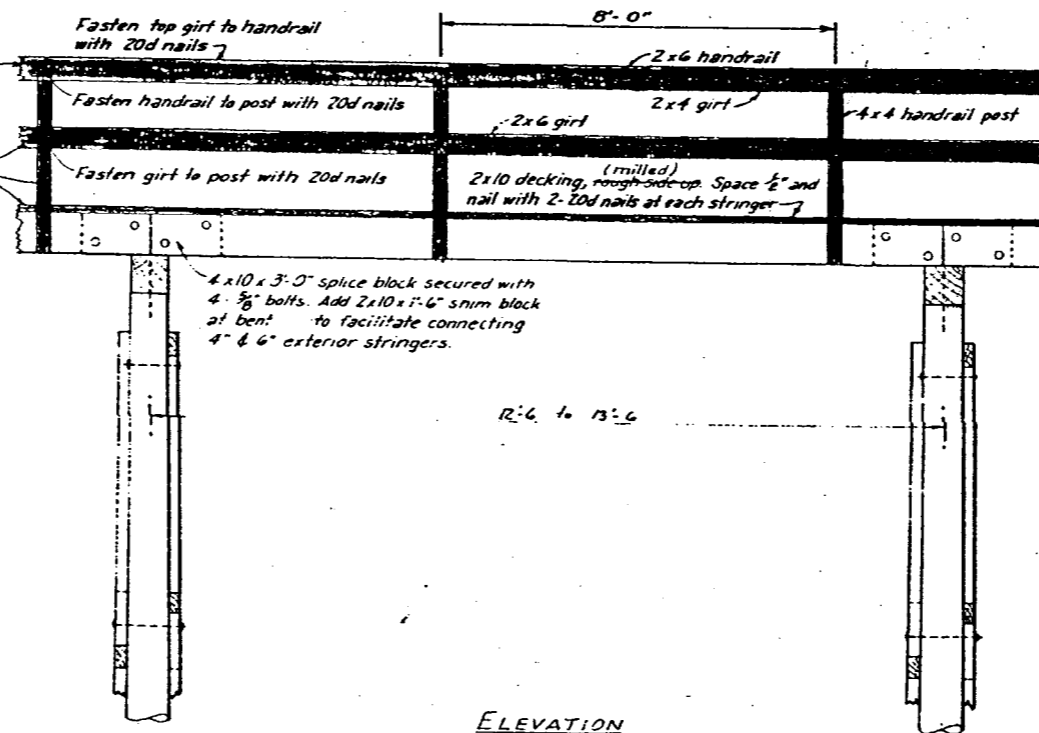 Fasten top girt to handrail
with 20d nails
8'-0"
2x6 handrail
Fasten handrail to post with 20d nails
2x4 girt
4x4 handrail post
2x6 girt
(milled)
Fasten girt to post with 20d nails
2x10 decking, rough side up. Space ½" and
nail with 2-20d nails at each stringer
4x10x3'-0" splice block secured with
4-⅝" bolts. Add 2x10x1'-6" shim block
at bent to facilitate connecting
4" & 6" exterior stringers.
12'-6 to 13'-6
ELEVATION